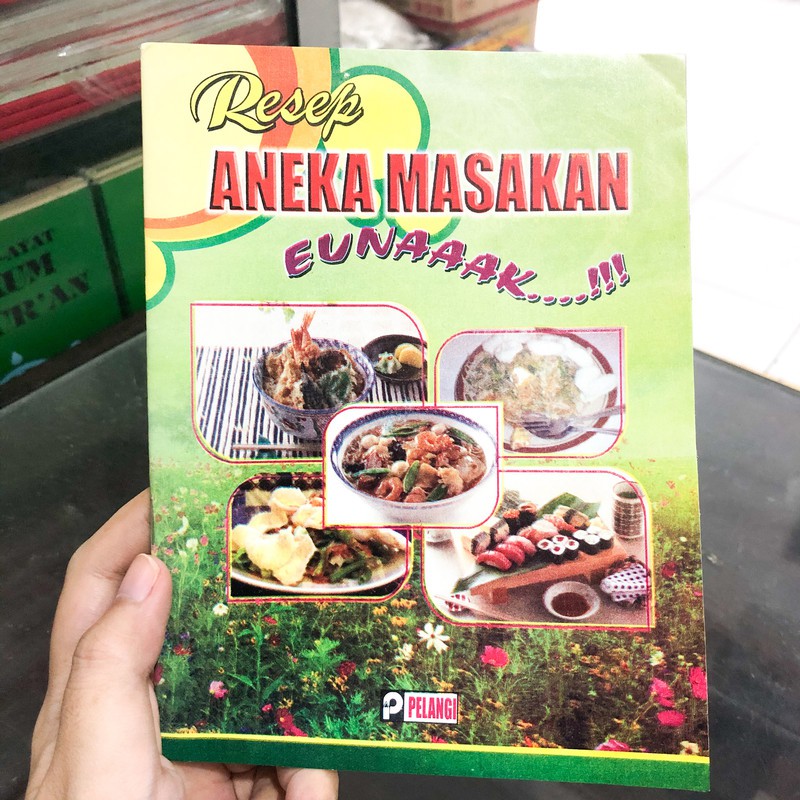 Resep
ANEKA MASAKAN
EUNAAAK....!!!
P PELANGI